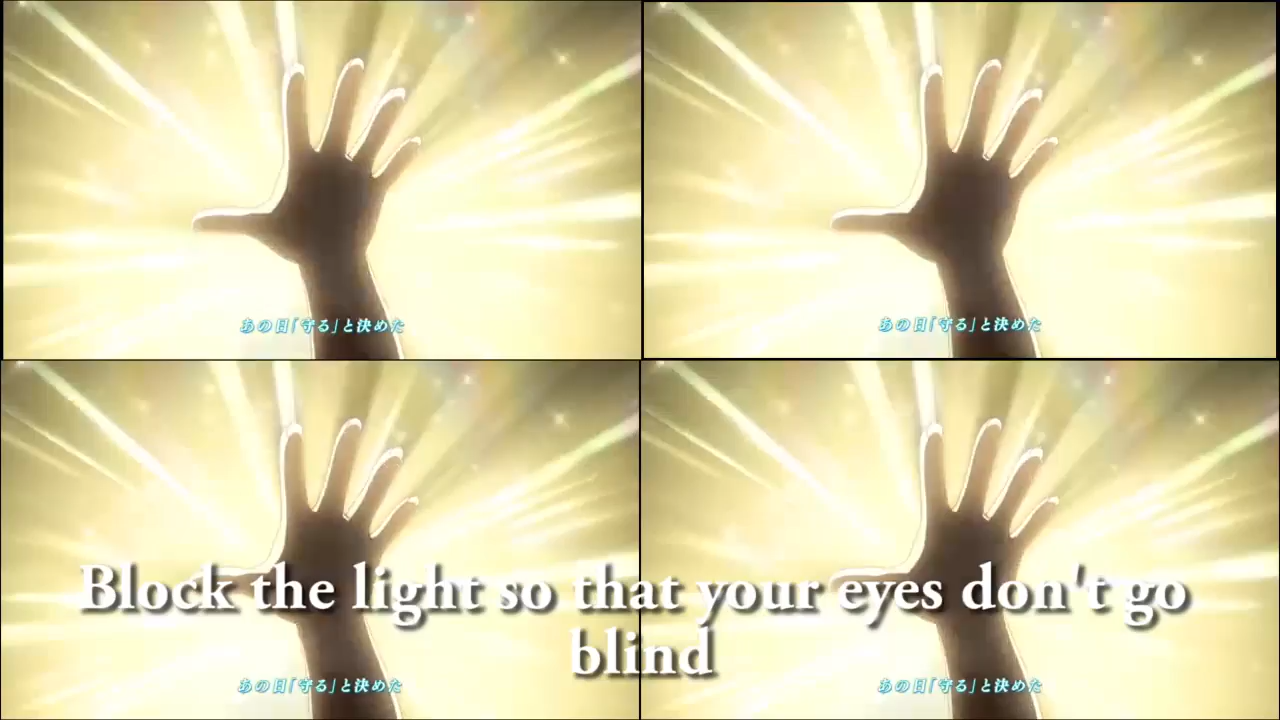 あの日「守る」と決めた
あの日「守る」と決めた
Block the light so that your eyes don't go
blind
あの日「守る」と決めた
あの日「守る」と決めた